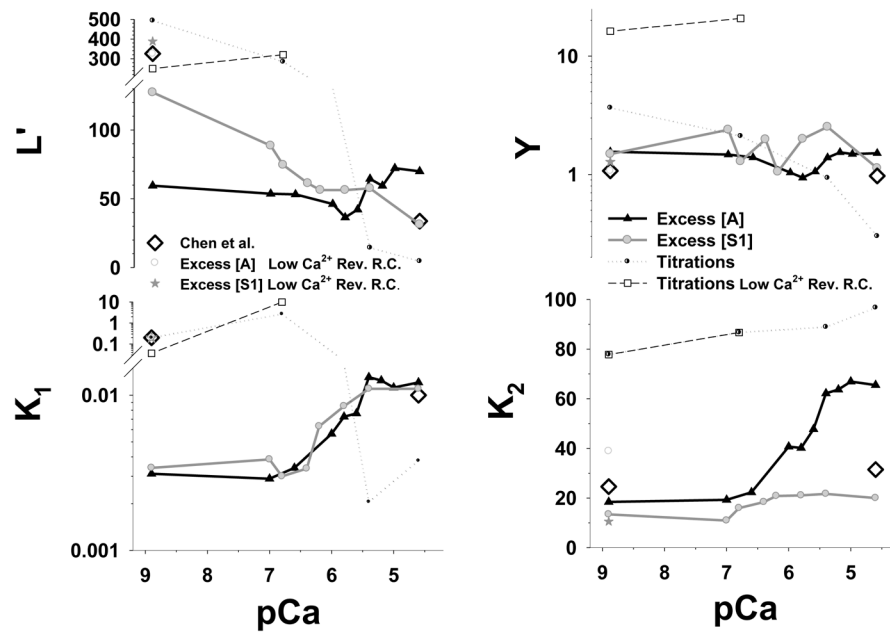 500
400
300
100
50
0
L'
Chen et al.
Excess [A] Low Ca2+ Rev. R.C.
Excess [S1] Low Ca2+ Rev. R.C.
10
1
Y
Excess [A]
Excess [S1]
Titrations
Titrations Low Ca2+ Rev. R.C.
10
1
0.1
0.01
0.001
K1
9 8 7 6 5
pCa
100
80
60
40
20
0
K2
9 8 7 6 5
pCa